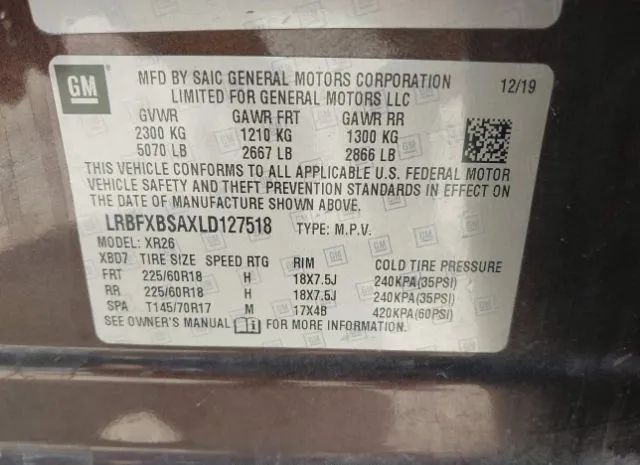 GM
MFD BY SAIC GENERAL MOTORS CORPORATION 12/19
LIMITED FOR GENERAL MOTORS LLC
GVWR GAWR FRT GAWR RR
2300 KG 1210 KG 1300 KG
5070 LB 2667 LB 2866 LB
THIS VEHICLE CONFORMS TO ALL APPLICABLE U.S. FEDERAL MOTOR
VEHICLE SAFETY AND THEFT PREVENTION STANDARDS IN EFFECT ON
THE DATE OF MANUFACTURE SHOWN ABOVE.
LRBFXBSAXLD127518 TYPE: M.P.V.
MODEL: XR26
XBD7 TIRE SIZE SPEED RTG RIM COLD TIRE PRESSURE
FRT 225/60R18 H 18X7.5J 240KPA(35PSI)
RR 225/60R18 H 18X7.5J 240KPA(35PSI)
SPA T145/70R17 M 17X4B 420KPA(60PSI)
SEE OWNER'S MANUAL FOR MORE INFORMATION.